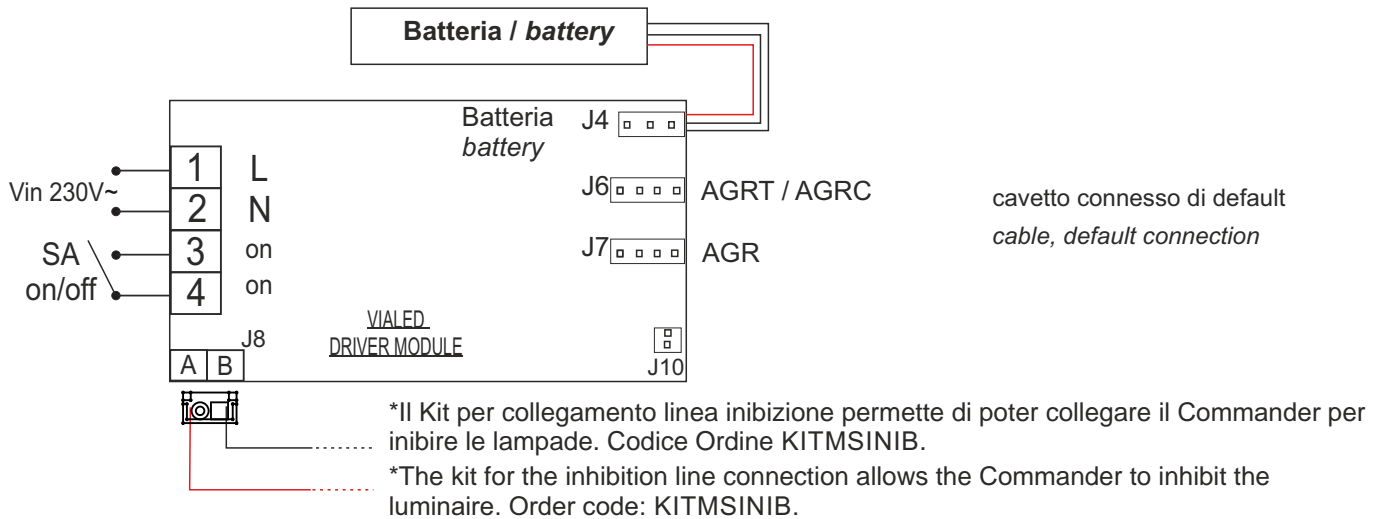 Batteria / battery
Batteria
battery
J4
J6
AGRT / AGRC
J7
AGR
cavetto connesso di default
cable, default connection
Vin 230V~
1
L
2
N
SA
on/off
3
on
4
on
J8
A B
VIALED
DRIVER MODULE
J10
*Il Kit per collegamento linea inibizione permette di poter collegare il Commander per
inibire le lampade. Codice Ordine KITMSINIB.
*The kit for the inhibition line connection allows the Commander to inhibit the
luminaire. Order code: KITMSINIB.